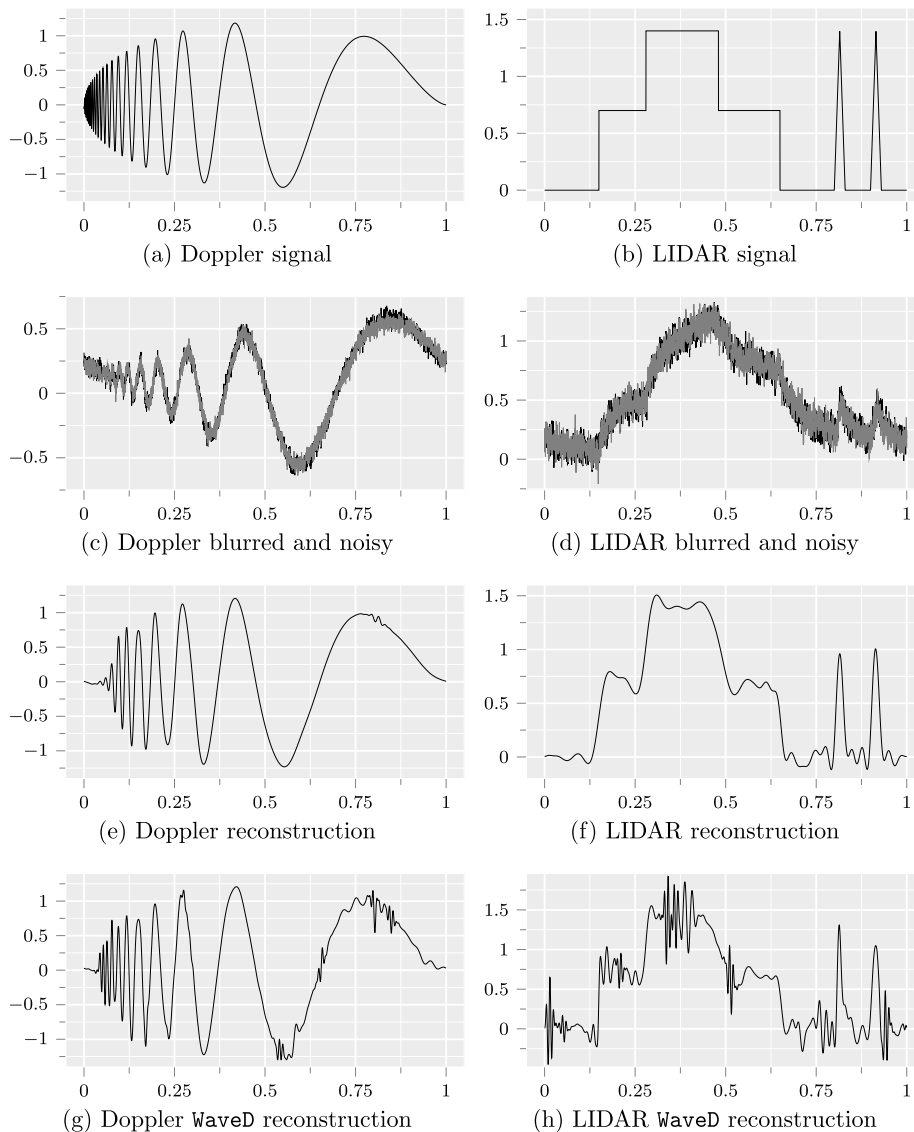 1
0.5
0
−0.5
−1
0 0.25 0.5 0.75 1
(a) Doppler signal
1.5
1
0.5
0
0 0.25 0.5 0.75 1
(b) LIDAR signal
0.5
0
−0.5
0 0.25 0.5 0.75 1
(c) Doppler blurred and noisy
1
0.5
0
0 0.25 0.5 0.75 1
(d) LIDAR blurred and noisy
1
0.5
0
−0.5
−1
0 0.25 0.5 0.75 1
(e) Doppler reconstruction
1.5
1
0.5
0
0 0.25 0.5 0.75 1
(f) LIDAR reconstruction
1
0.5
0
−0.5
−1
0 0.25 0.5 0.75 1
(g) Doppler WaveD reconstruction
1.5
1
0.5
0
0 0.25 0.5 0.75 1
(h) LIDAR WaveD reconstruction